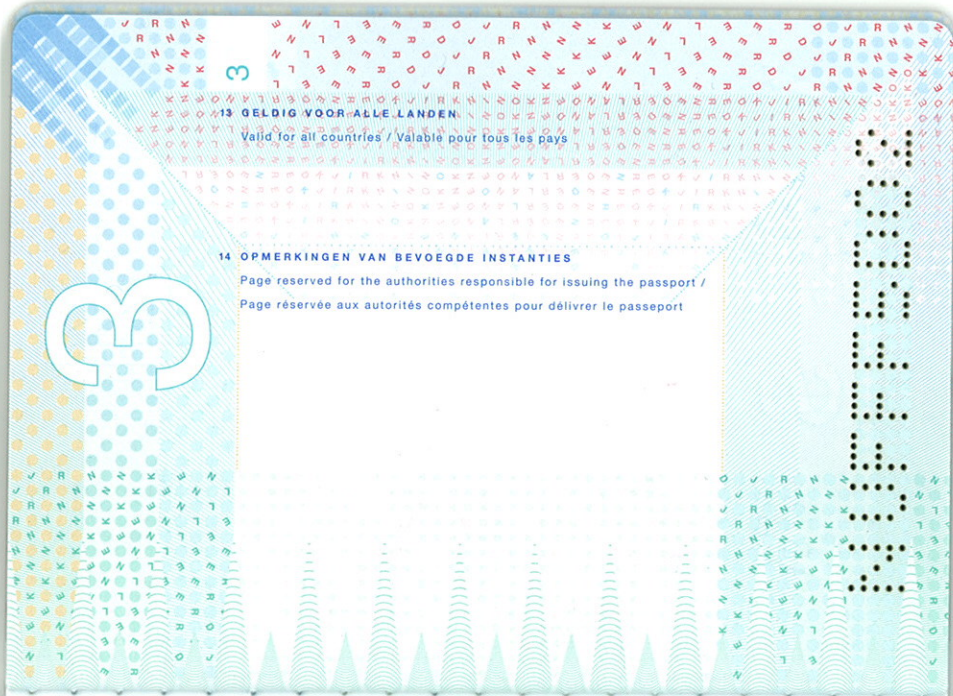 3
13 GELDIG VOOR ALLE LANDEN
Valid for all countries / Valable pour tous les pays
14 OPMERKINGEN VAN BEVOEGDE INSTANTIES
Page reserved for the authorities responsible for issuing the passport /
Page réservée aux autorités compétentes pour délivrer le passeport
3